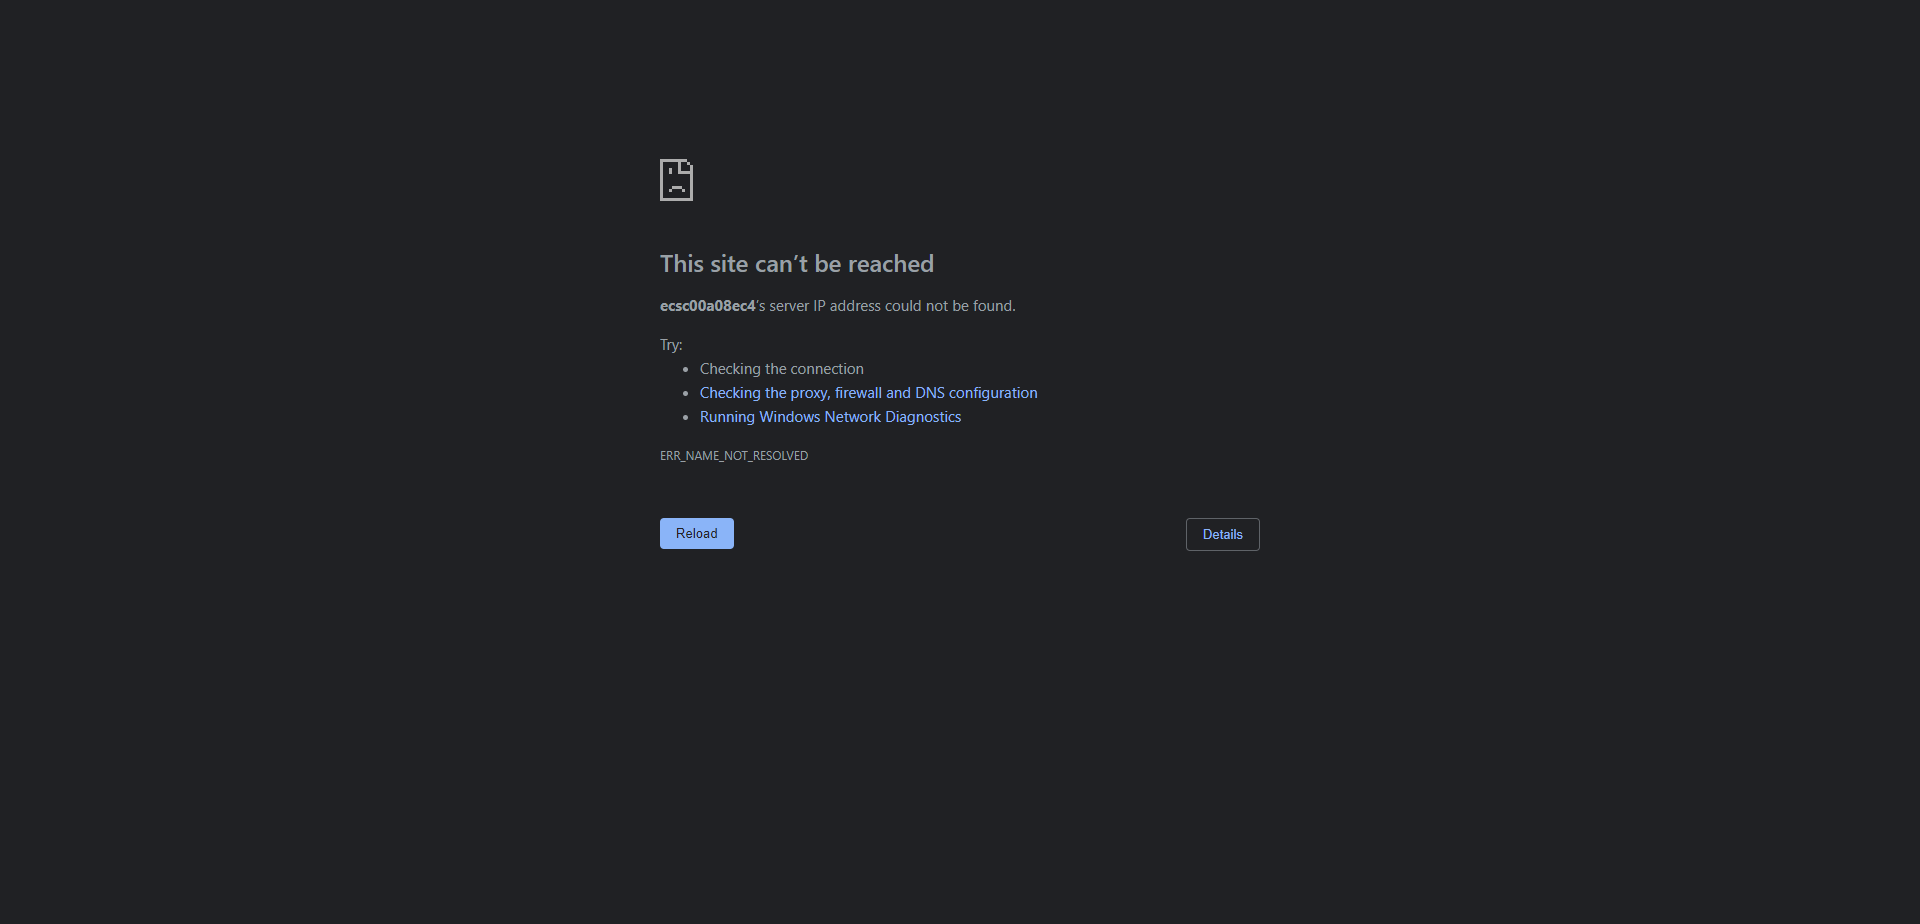 This site can’t be reached
ecsc00a08ec4's server IP address could not be found.
Try:
Checking the connection
Checking the proxy, firewall and DNS configuration
Running Windows Network Diagnostics
ERR_NAME_NOT_RESOLVED
Reload
Details